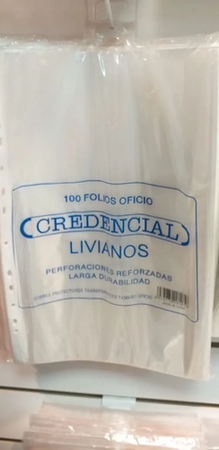 100 FOLIOS OFICIO
CREDENCIAL
LIVIANOS
PERFORACIONES REFORZADAS
LARGA DURABILIDAD